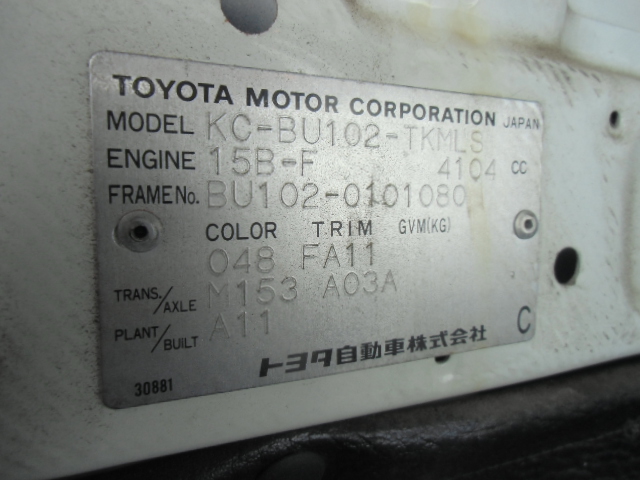 TOYOTA MOTOR CORPORATION JAPAN
MODEL KC-BU102-TKMLS
ENGINE 15B-F 4104 CC
FRAME No. BU102-0101080
COLOR TRIM GVM(KG)
048 FA11
TRANS./AXLE M153 A03A
PLANT/BUILT A11
トヨタ自動車株式会社 C
30881